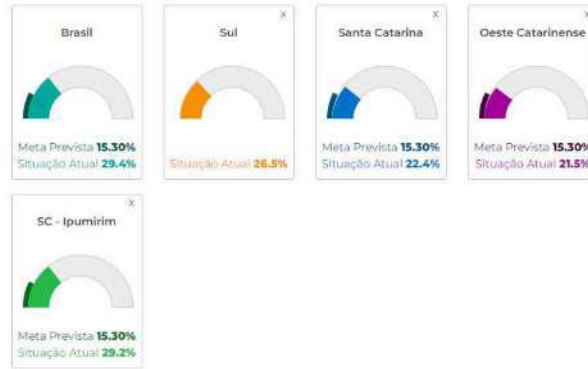 X
X
X
Brasil
Sul
Santa Catarina
Oeste Catarinense
Meta Prevista 15.30%
Situação Atual 29.4%
Situação Atual 26.5%
Meta Prevista 15.30%
Situação Atual 22.4%
Meta Prevista 15.30%
Situação Atual 21.5%
X
SC - Ipumirim
Meta Prevista 15.30%
Situação Atual 29.2%